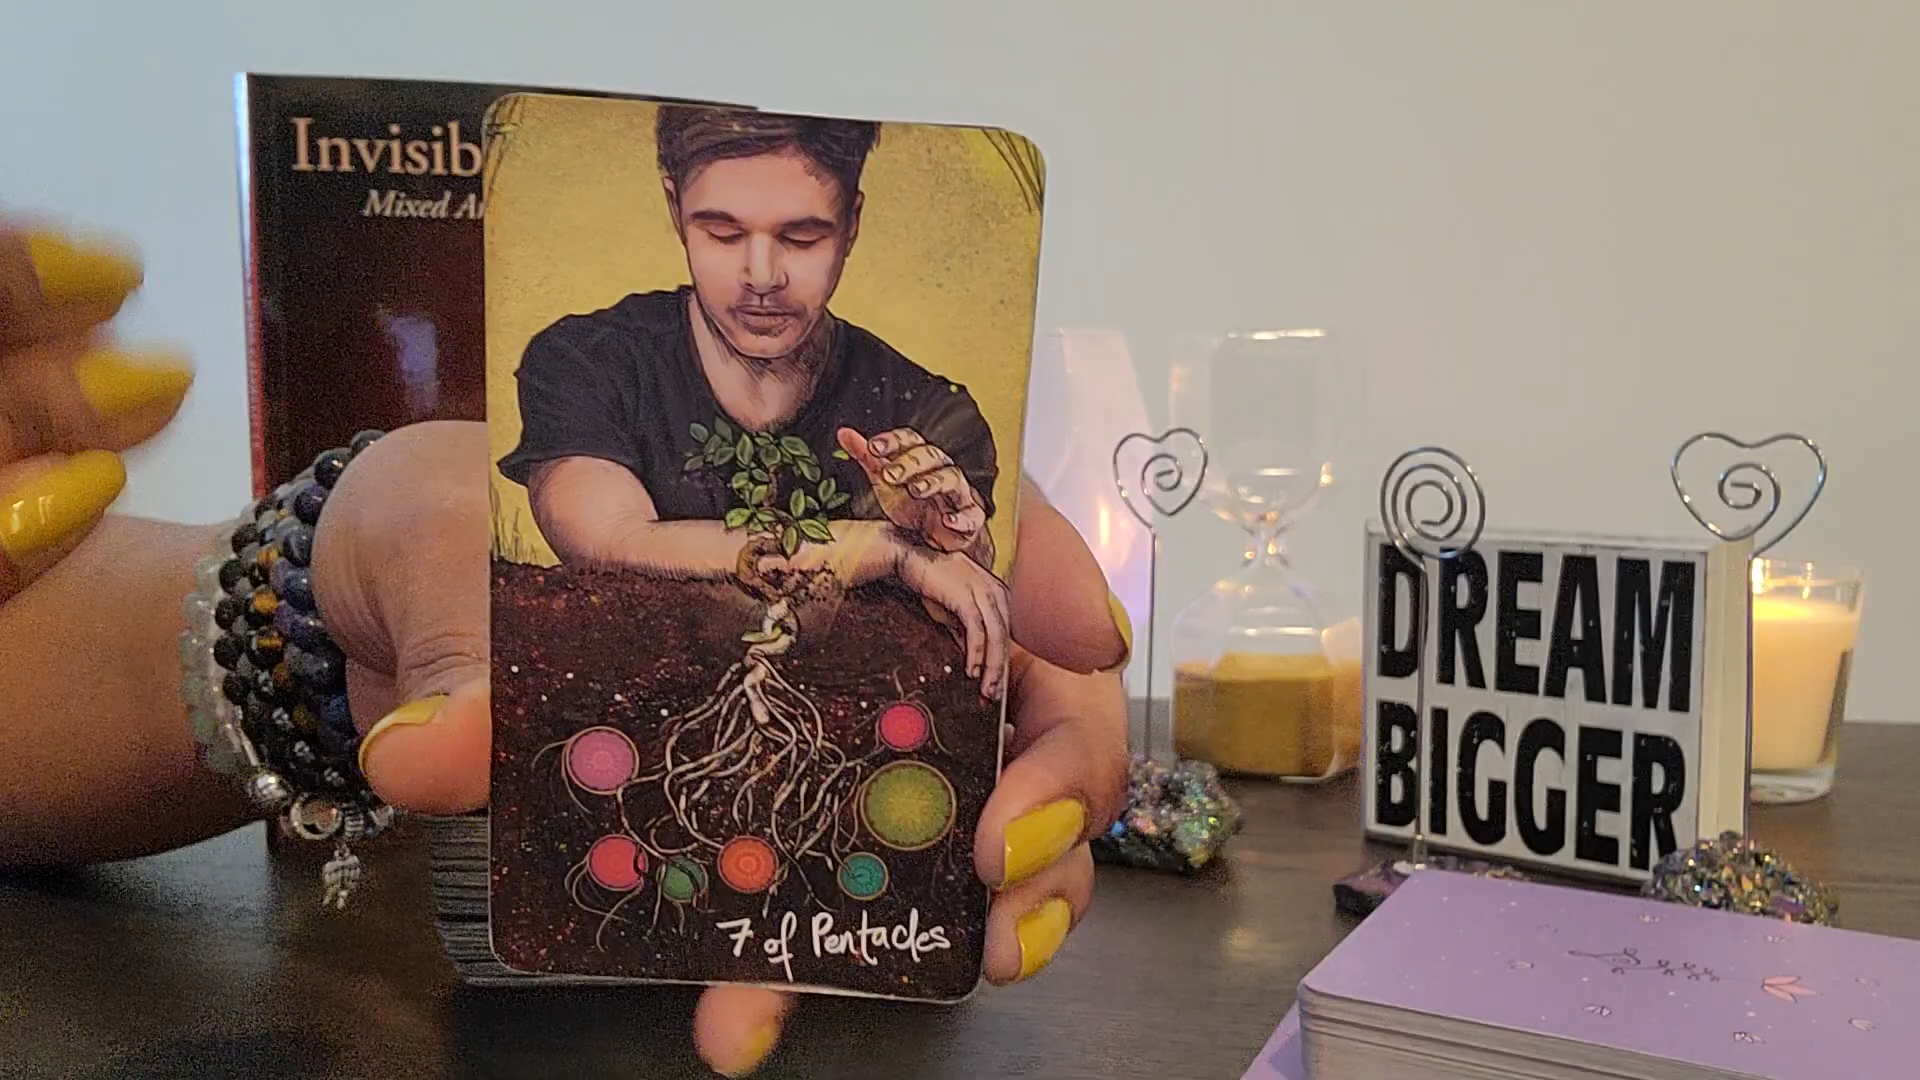 Invisib
Mixed A
7 of Pentacles
DREAM
BIGGER